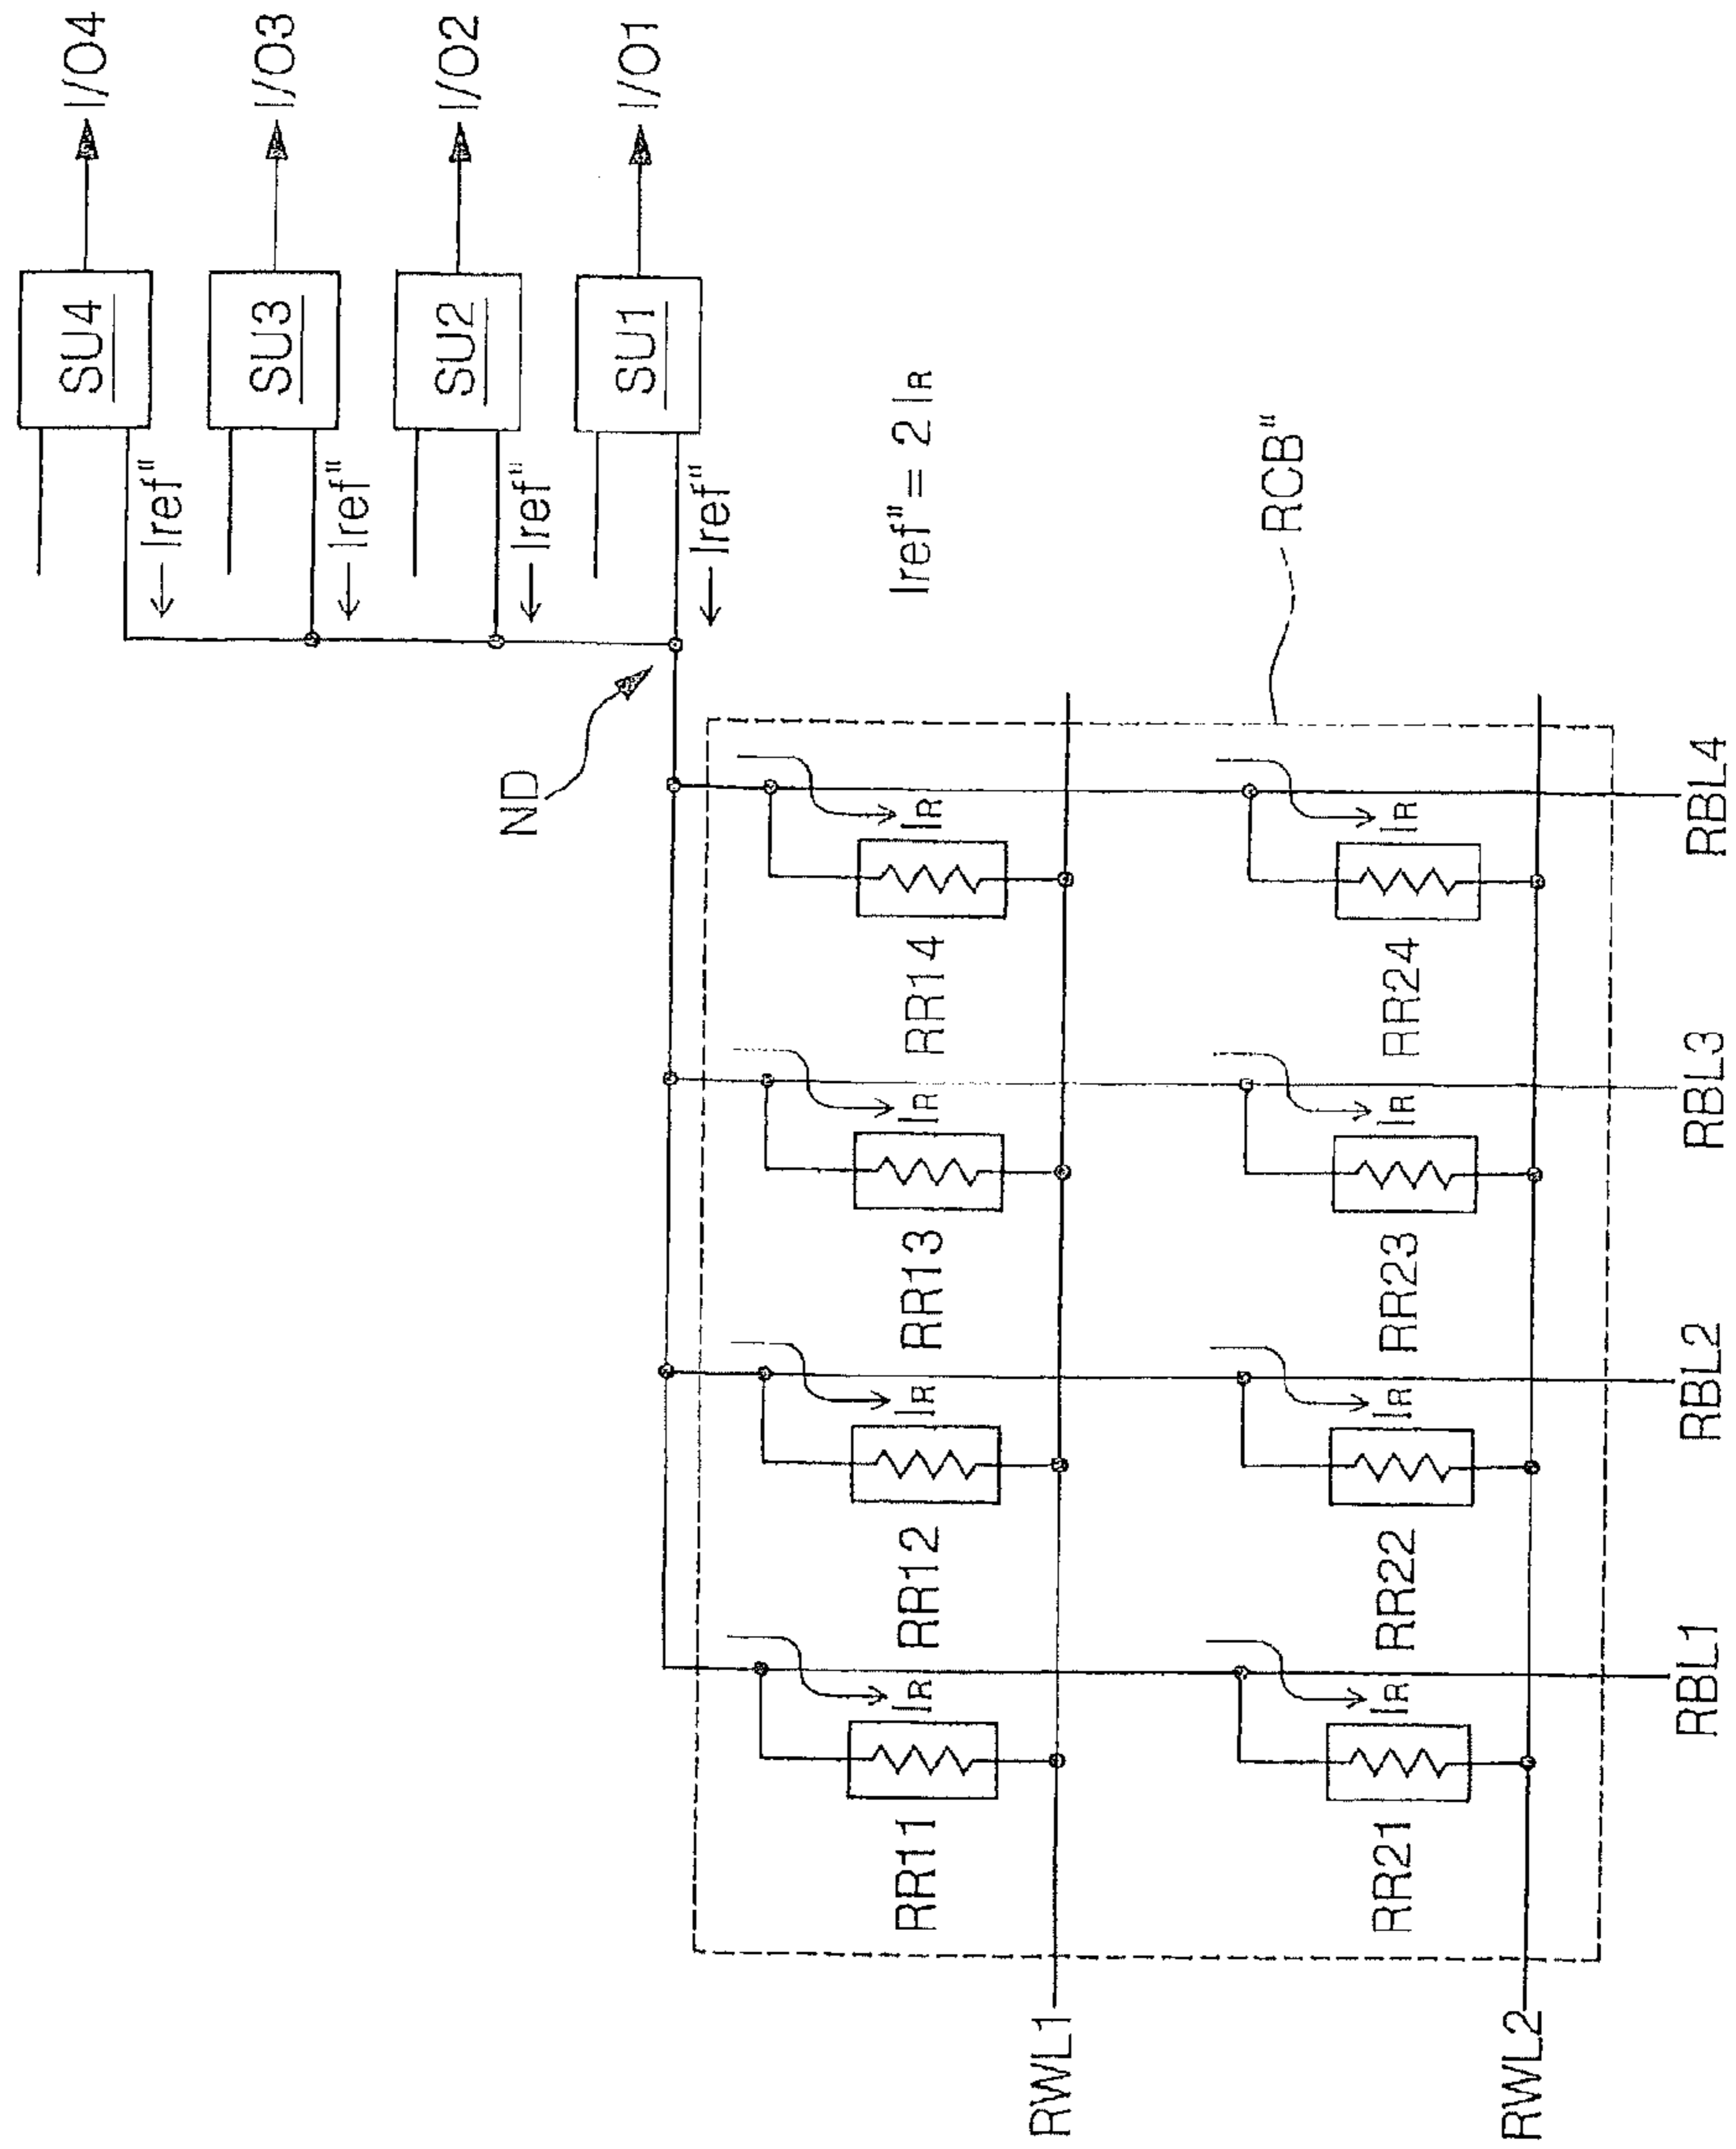 I/O4
I/O3
I/O2
I/O1
SU4
SU3
SU2
SU1
Iref"
Iref"
Iref"
Iref"
Iref" = 2 IR
ND
RCB"
IR
IR
IR
IR
RR11
RR12
RR13
RR14
RWL1
IR
IR
IR
IR
RR21
RR22
RR23
RR24
RWL2
RBL1
RBL2
RBL3
RBL4